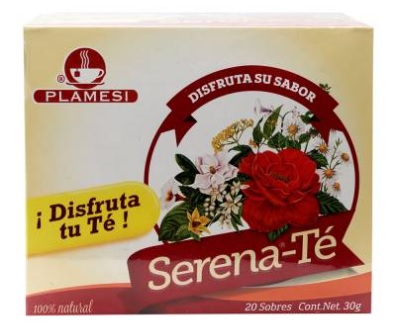 ®
PLAMESI
DISFRUTA SU SABOR
¡ Disfruta
tu Té !
Serena-Té
100% natural
20 Sobres Cont.Net. 30g